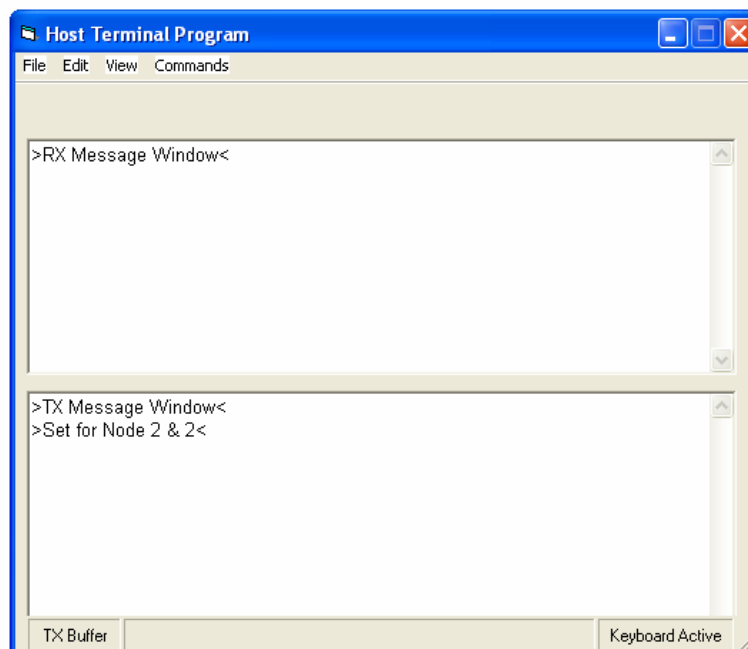 Host Terminal Program
File Edit View Commands
>RX Message Window<
>TX Message Window<
>Set for Node 2 & 2<
TX Buffer Keyboard Active